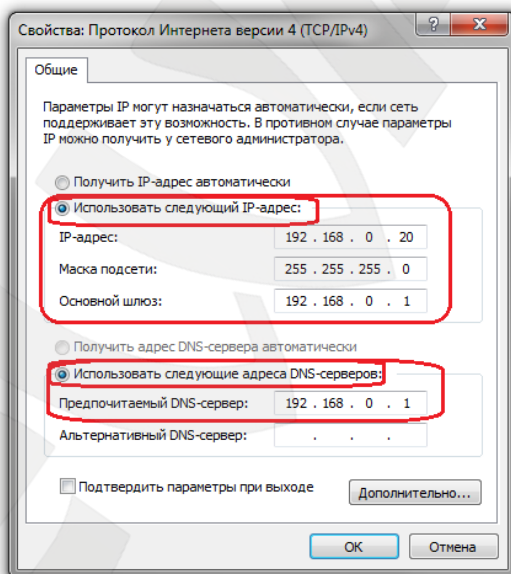 Свойства: Протокол Интернета версии 4 (TCP/IPv4)
?
X
Общие
Параметры IP могут назначаться автоматически, если сеть
поддерживает эту возможность. В противном случае параметры
IP можно получить у сетевого администратора.
Получить IP-адрес автоматически
Использовать следующий IP-адрес:
IP-адрес: 192 . 168 . 0 . 20
Маска подсети: 255 . 255 . 255 . 0
Основной шлюз: 192 . 168 . 0 . 1
Получить адрес DNS-сервера автоматически
Использовать следующие адреса DNS-серверов:
Предпочитаемый DNS-сервер: 192 . 168 . 0 . 1
Альтернативный DNS-сервер: . . .
Подтвердить параметры при выходе
Дополнительно...
ОК Отмена